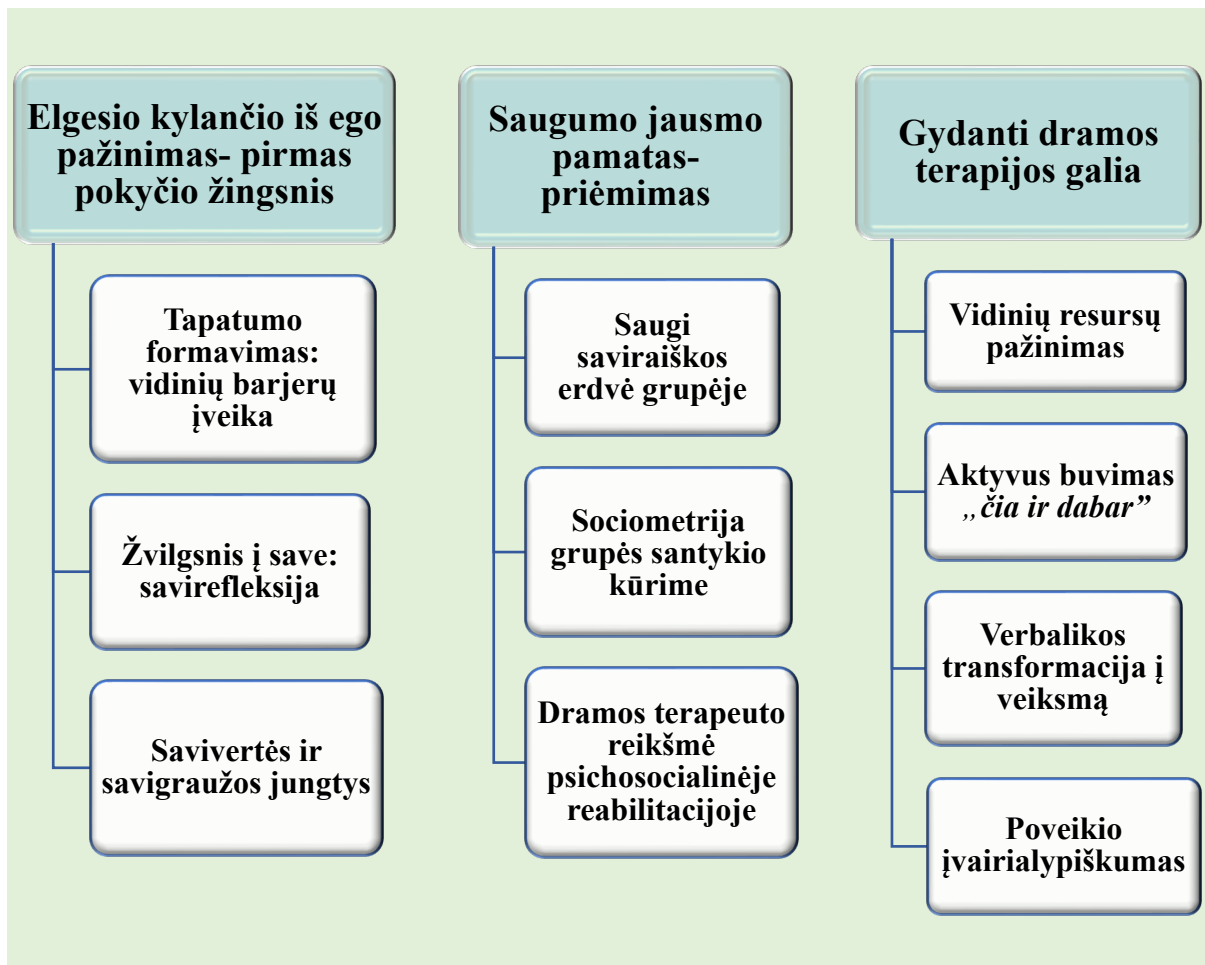 Elgesio kylančio iš ego
pažinimas- pirmas
pokyčio žingsnis
Tapatumo
formavimas:
vidinių barjerų
įveika
Žvilgsnis į save:
savirefleksija
Savivertės ir
savigraužos jungtys
Saugumo jausmo
pamatas-
priėmimas
Saugi
saviraiškos
erdvė grupėje
Sociometrija
grupės santykio
kūrime
Dramos terapeuto
reikšmė
psichosocialinėje
reabilitacijoje
Gydanti dramos
terapijos galia
Vidinių resursų
pažinimas
Aktyvus buvimas
„čia ir dabar”
Verbalikos
transformacija į
veiksmą
Poveikio
įvairialypiškumas